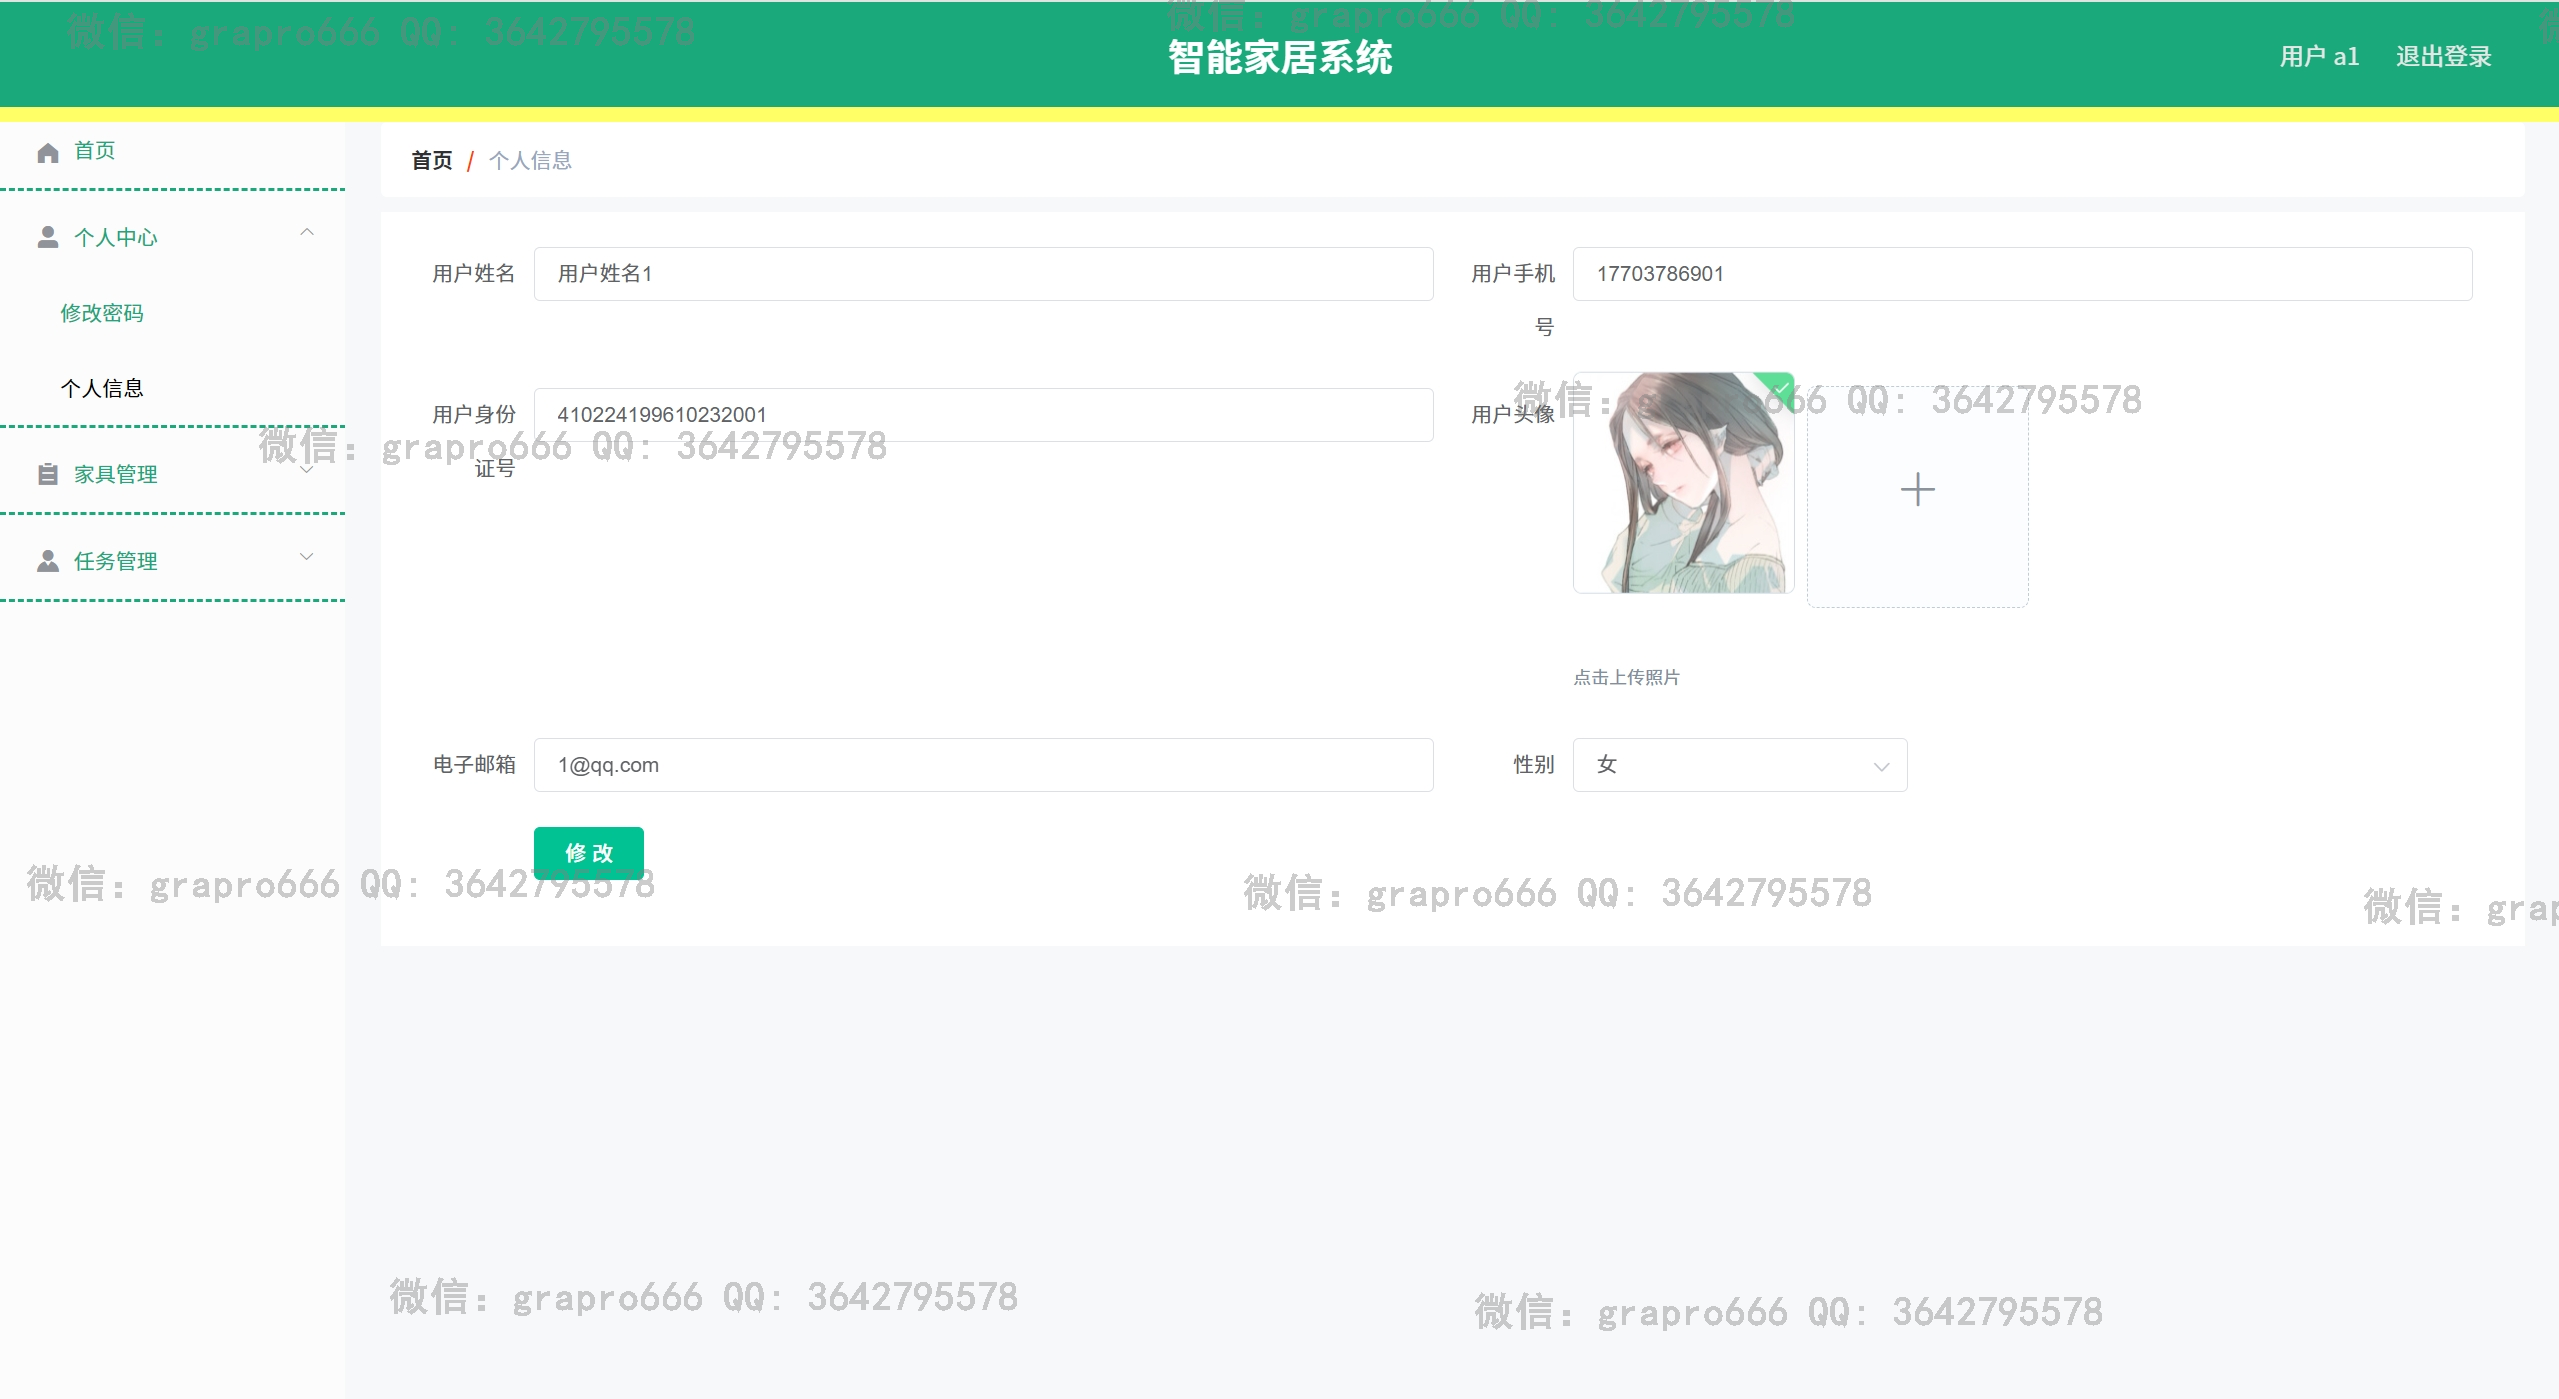 微信: grapro666 QQ: 3642795578
微信: grapro666 QQ: 3642795578
智能家居系统
用户 a1 退出登录
首页
首页 / 个人信息
个人中心
用户姓名 用户姓名1
用户手机号 17703786901
修改密码
个人信息
用户身份证号 410224199610232001
用户头像
微信: grapro666 QQ: 3642795578
微信: grapro666 QQ: 3642795578
家具管理
任务管理
点击上传照片
电子邮箱 1@qq.com
性别 女
修 改
微信: grapro666 QQ: 3642795578
微信: grapro666 QQ: 3642795578
微信: grap
微信: grapro666 QQ: 3642795578
微信: grapro666 QQ: 3642795578